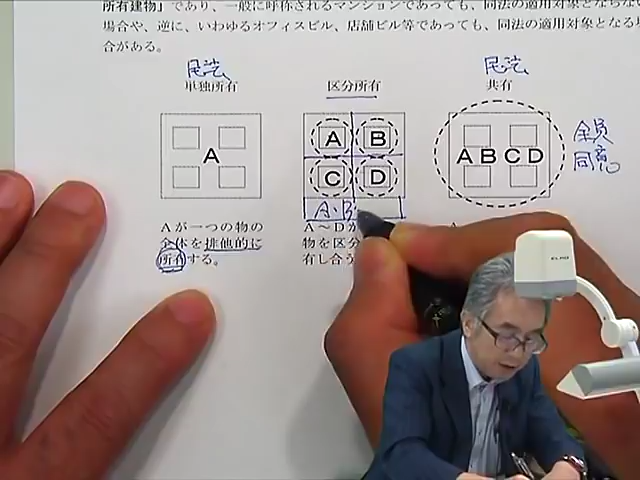 所有建物」であり、一般に呼称されるマンションであっても、同法の適用対象とならな
場合や、逆に、いわゆるオフィスビル、店舗ビル等であっても、同法の適用対象となる場
合がある。
民法
単独所有
区分所有
民法
共有
A
A B
C D
A B C D
全員
同意
A・B
Aが一つの物の
全体を排他的に
所有する。
A～Dが
物を区分
有し合う
ELMO